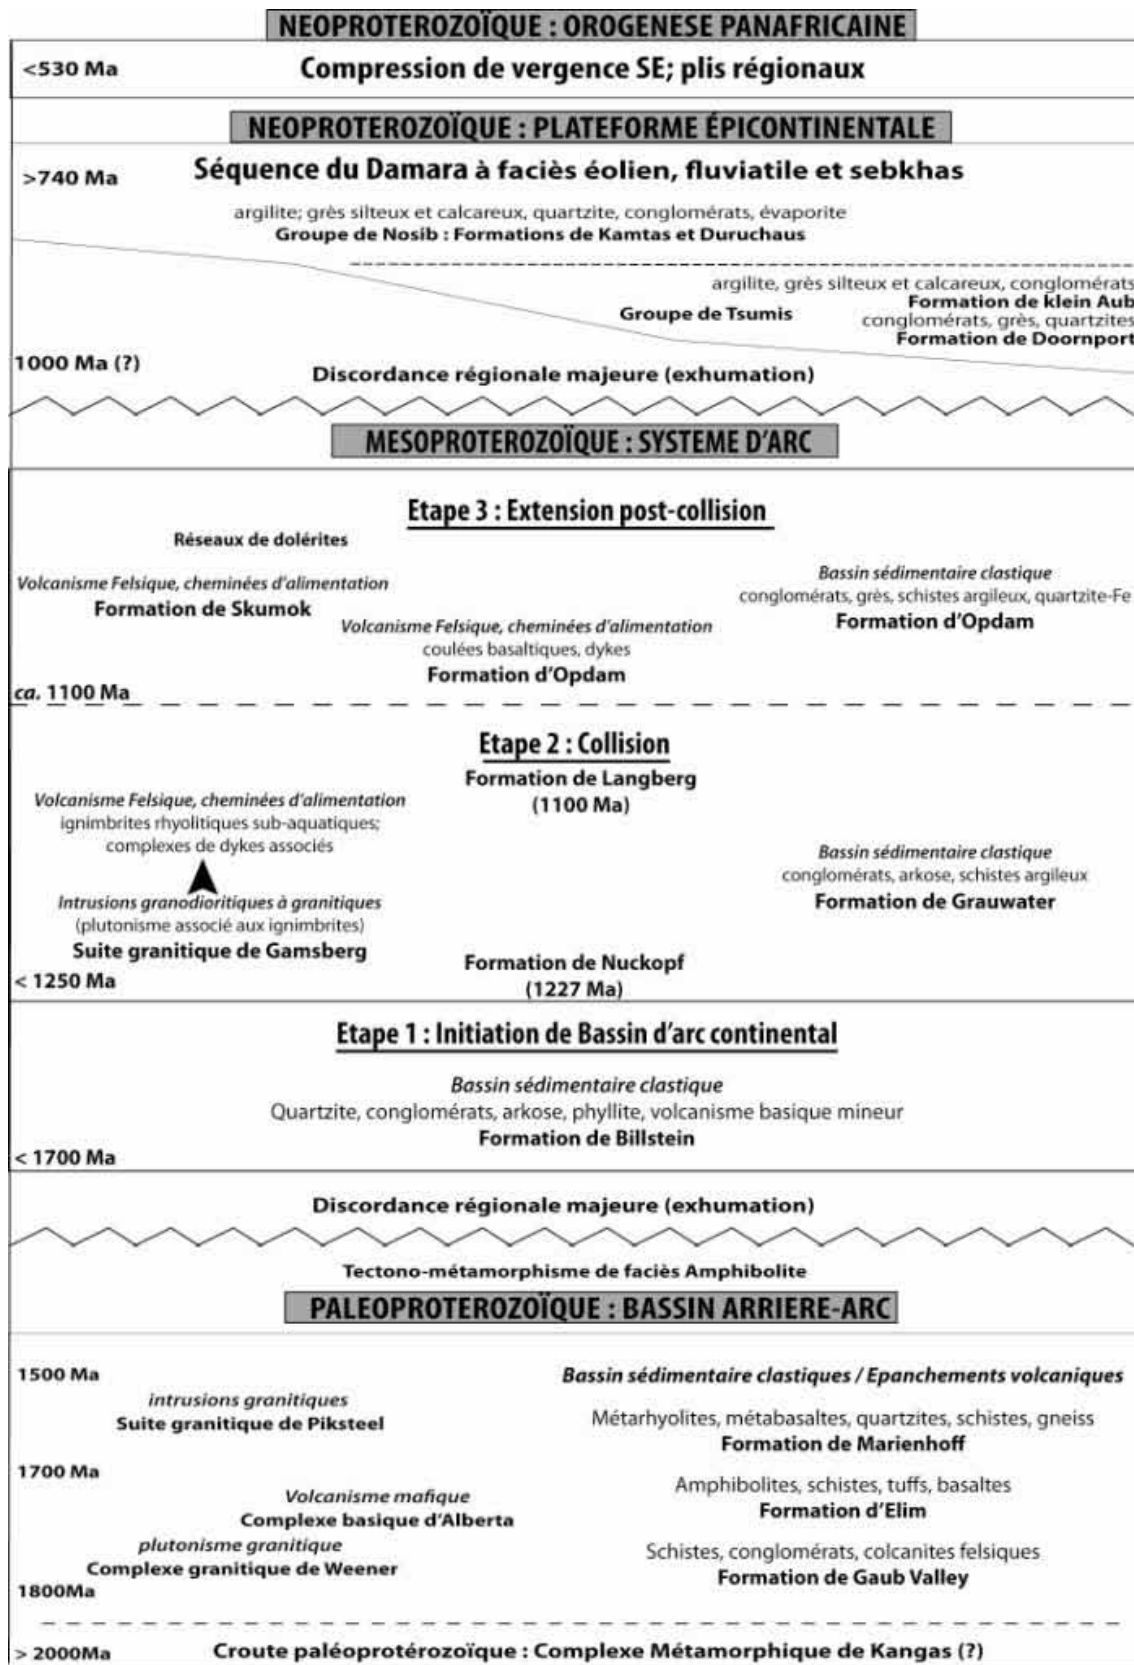 NEOPROTEROZOÏQUE : OROGENESE PANAFRICAINE
<530 Ma
Compression de vergence SE; plis régionaux
NEOPROTEROZOÏQUE : PLATEFORME ÉPICONTINENTALE
>740 Ma
Séquence du Damara à faciès éolien, fluviatile et sebkhas
argilite; grès silteux et calcareux, quartzite, conglomérats, évaporite
Groupe de Nosib : Formations de Kamtas et Duruchaus
argilite, grès silteux et calcareux, conglomérats
Formation de klein Aub
Groupe de Tsumis
conglomérats, grès, quartzites
Formation de Doornport
1000 Ma (?)
Discordance régionale majeure (exhumation)
MESOPROTEROZOÏQUE : SYSTEME D'ARC
Etape 3 : Extension post-collision
Réseaux de dolérites
Volcanisme Felsique, cheminées d'alimentation
Formation de Skumok
Bassin sédimentaire clastique
conglomérats, grès, schistes argileux, quartzite-Fe
Formation d'Opdam
Volcanisme Felsique, cheminées d'alimentation
coulées basaltiques, dykes
Formation d'Opdam
ca. 1100 Ma
Etape 2 : Collision
Formation de Langberg
(1100 Ma)
Volcanisme Felsique, cheminées d'alimentation
ignimbrites rhyolitiques sub-aquatiques;
complexes de dykes associés
Bassin sédimentaire clastique
conglomérats, arkose, schistes argileux
Formation de Grauwater
Intrusions granodioritiques à granitiques
(plutonisme associé aux ignimbrites)
Suite granitique de Gamsberg
Formation de Nuckopf
(1227 Ma)
< 1250 Ma
Etape 1 : Initiation de Bassin d'arc continental
Bassin sédimentaire clastique
Quartzite, conglomérats, arkose, phyllite, volcanisme basique mineur
Formation de Billstein
< 1700 Ma
Discordance régionale majeure (exhumation)
Tectono-métamorphisme de faciès Amphibolite
PALEOPROTEROZOÏQUE : BASSIN ARRIERE-ARC
1500 Ma
Bassin sédimentaire clastiques / Epanchements volcaniques
intrusions granitiques
Suite granitique de Piksteel
Métarhyolites, métabasaltes, quartzites, schistes, gneiss
Formation de Marienhoff
1700 Ma
Amphibolites, schistes, tuffs, basaltes
Formation d'Elim
Volcanisme mafique
Complexe basique d'Alberta
plutonisme granitique
Complexe granitique de Weener
Schistes, conglomérats, colcanites felsiques
Formation de Gaub Valley
1800Ma
> 2000Ma
Croute paléoprotérozoïque : Complexe Métamorphique de Kangas (?)